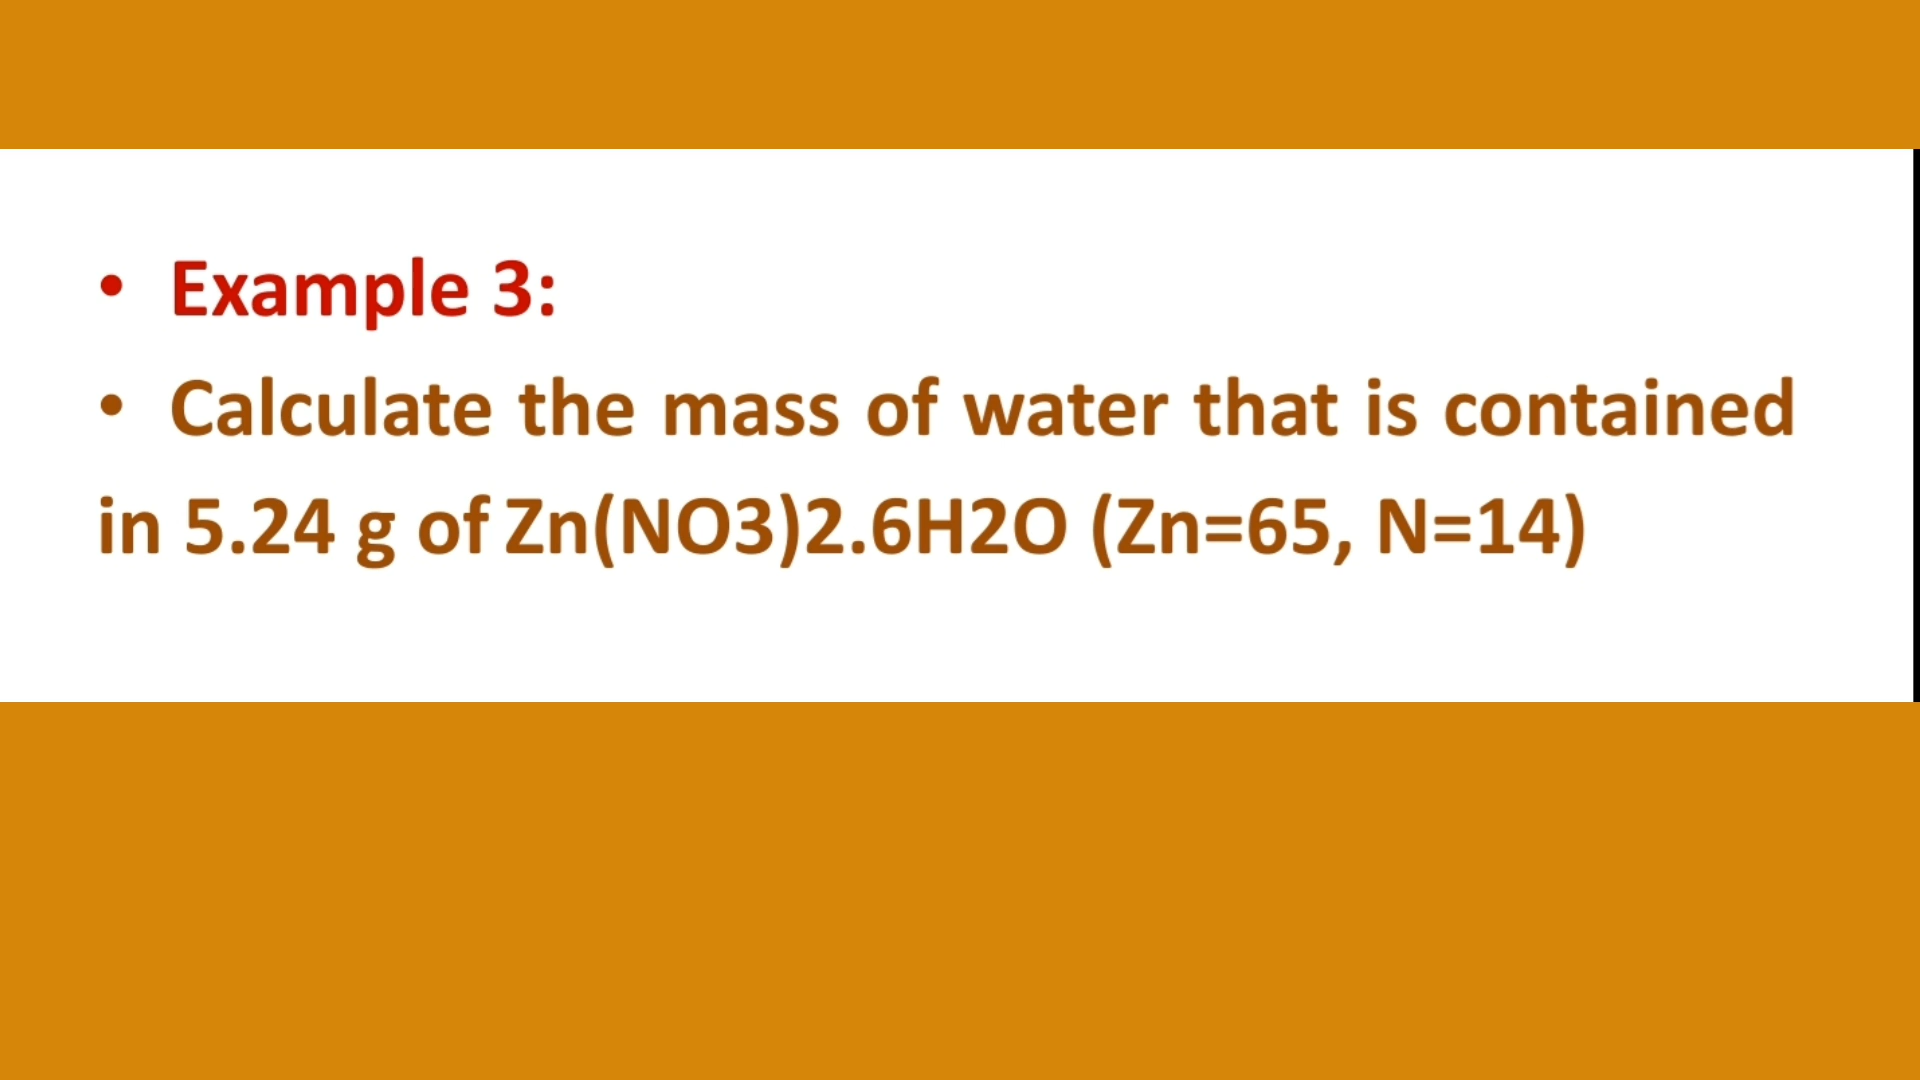 • Example 3:
• Calculate the mass of water that is contained
in 5.24 g of Zn(NO3)2.6H2O (Zn=65, N=14)